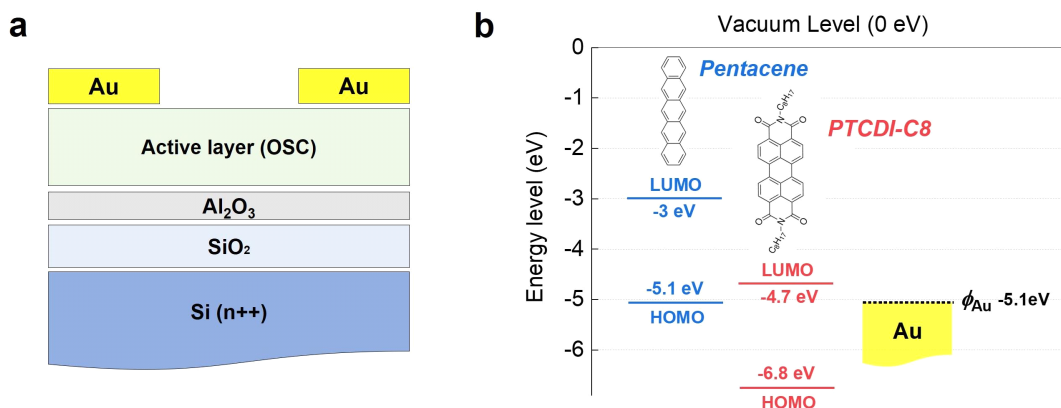 a
Au
Au
Active layer (OSC)
Al₂O₃
SiO₂
Si (n++)
b
Vacuum Level (0 eV)
Energy level (eV)
0
-1
-2
-3
-4
-5
-6
Pentacene
LUMO
-3 eV
-5.1 eV
HOMO
C₈H₁₇
O
N
O
PTCDI-C8
O
N
O
C₈H₁₇
LUMO
-4.7 eV
-6.8 eV
HOMO
ϕAu -5.1eV
Au